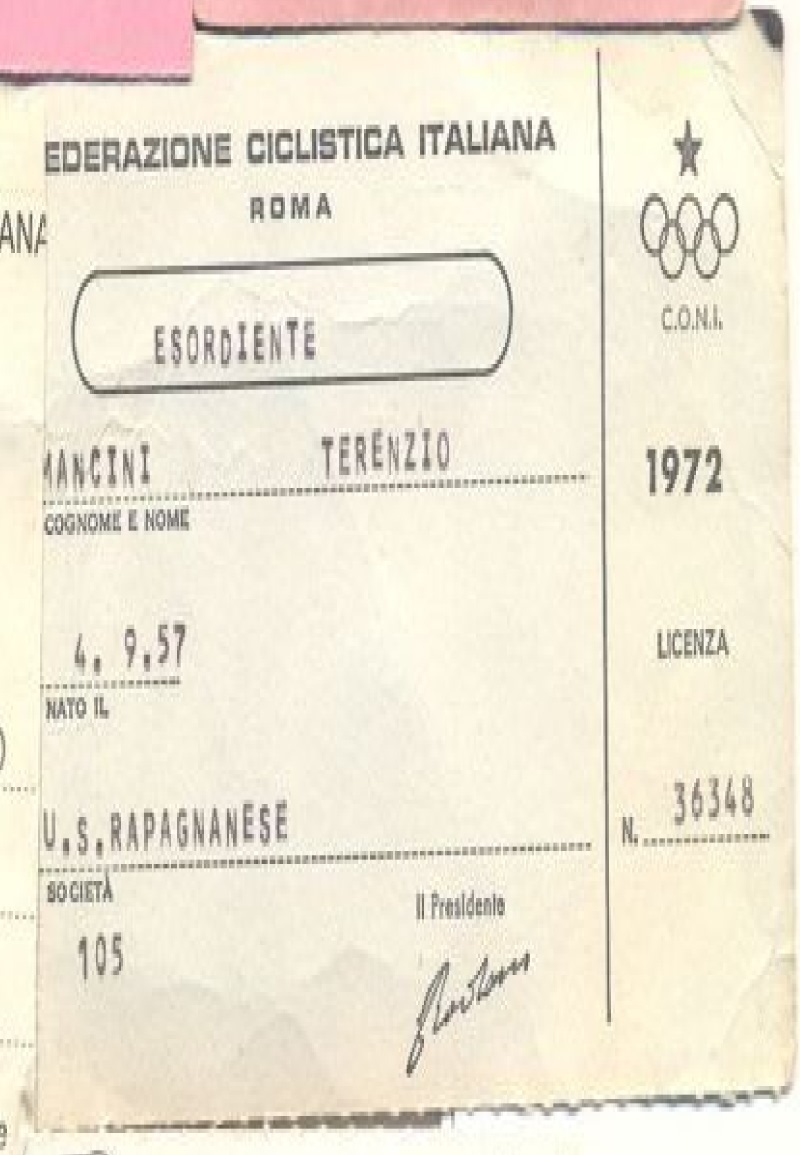 EDERAZIONE CICLISTICA ITALIANA
ROMA
ANA
ESORDIENTE
MANCINI TERENZIO
COGNOME E NOME
4. 9.57
NATO IL
U.S.RAPAGNANESE
SOCIETÀ
105
Il Presidente
C.O.N.I.
1972
LICENZA
N. 36348